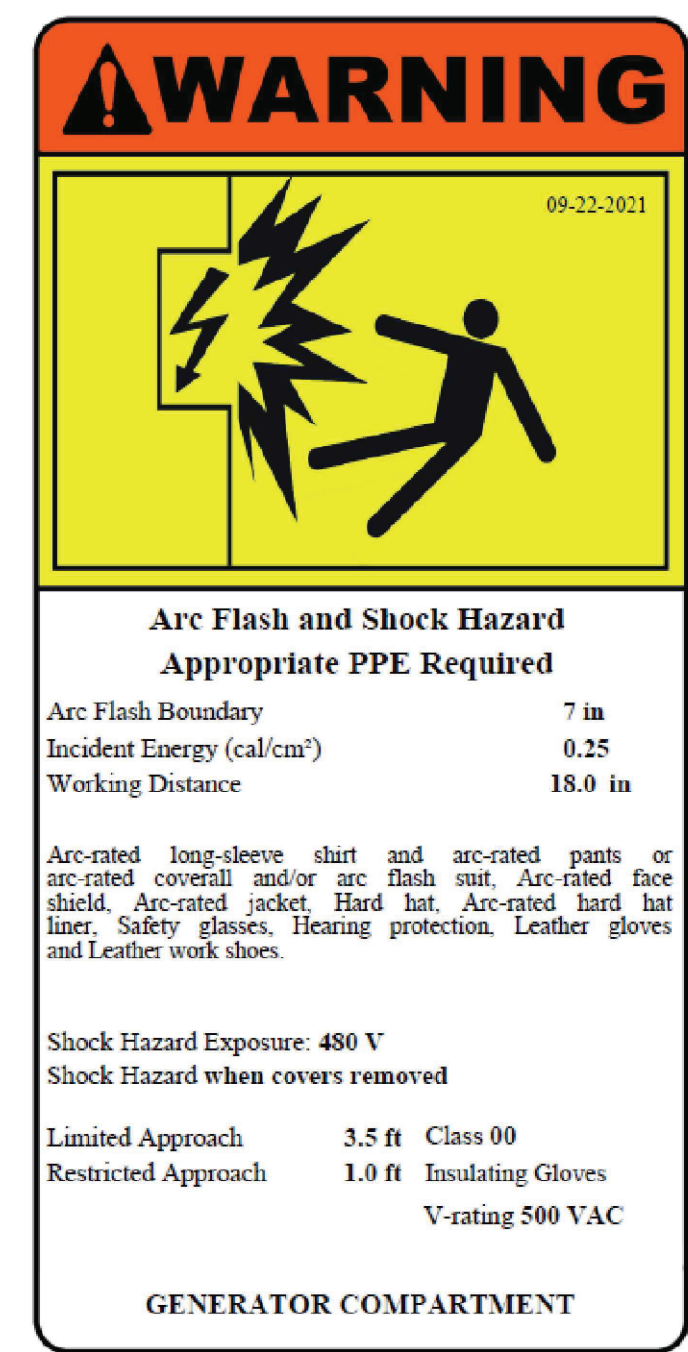 WARNING
09-22-2021
Arc Flash and Shock Hazard
Appropriate PPE Required
Arc Flash Boundary 7 in
Incident Energy (cal/cm²) 0.25
Working Distance 18.0 in
Arc-rated long-sleeve shirt and arc-rated pants or
arc-rated coverall and/or arc flash suit, Arc-rated face
shield, Arc-rated jacket, Hard hat, Arc-rated hard hat
liner, Safety glasses, Hearing protection, Leather gloves
and Leather work shoes.
Shock Hazard Exposure: 480 V
Shock Hazard when covers removed
Limited Approach 3.5 ft Class 00
Restricted Approach 1.0 ft Insulating Gloves
V-rating 500 VAC
GENERATOR COMPARTMENT